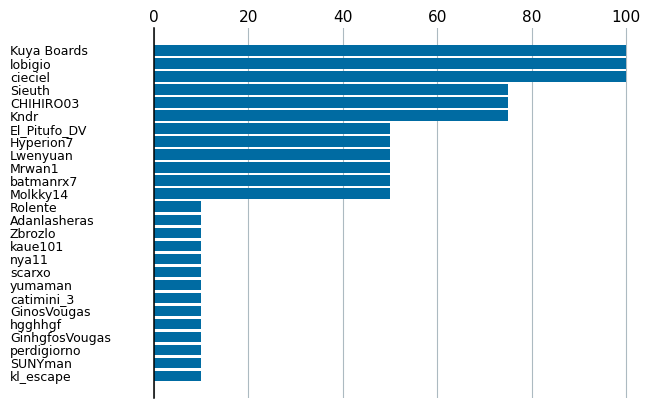 0 20 40 60 80 100
Kuya Boards
lobigio
cieciel
Sieuth
CHIHIRO03
Kndr
El_Pitufo_DV
Hyperion7
Lwenyuan
Mrwan1
batmanrx7
Molkky14
Rolente
Adanlasheras
Zbrozlo
kaue101
nya11
scarxo
yumaman
catimini_3
GinosVougas
hgghhgf
GinhgfosVougas
perdigiorno
SUNYman
kl_escape